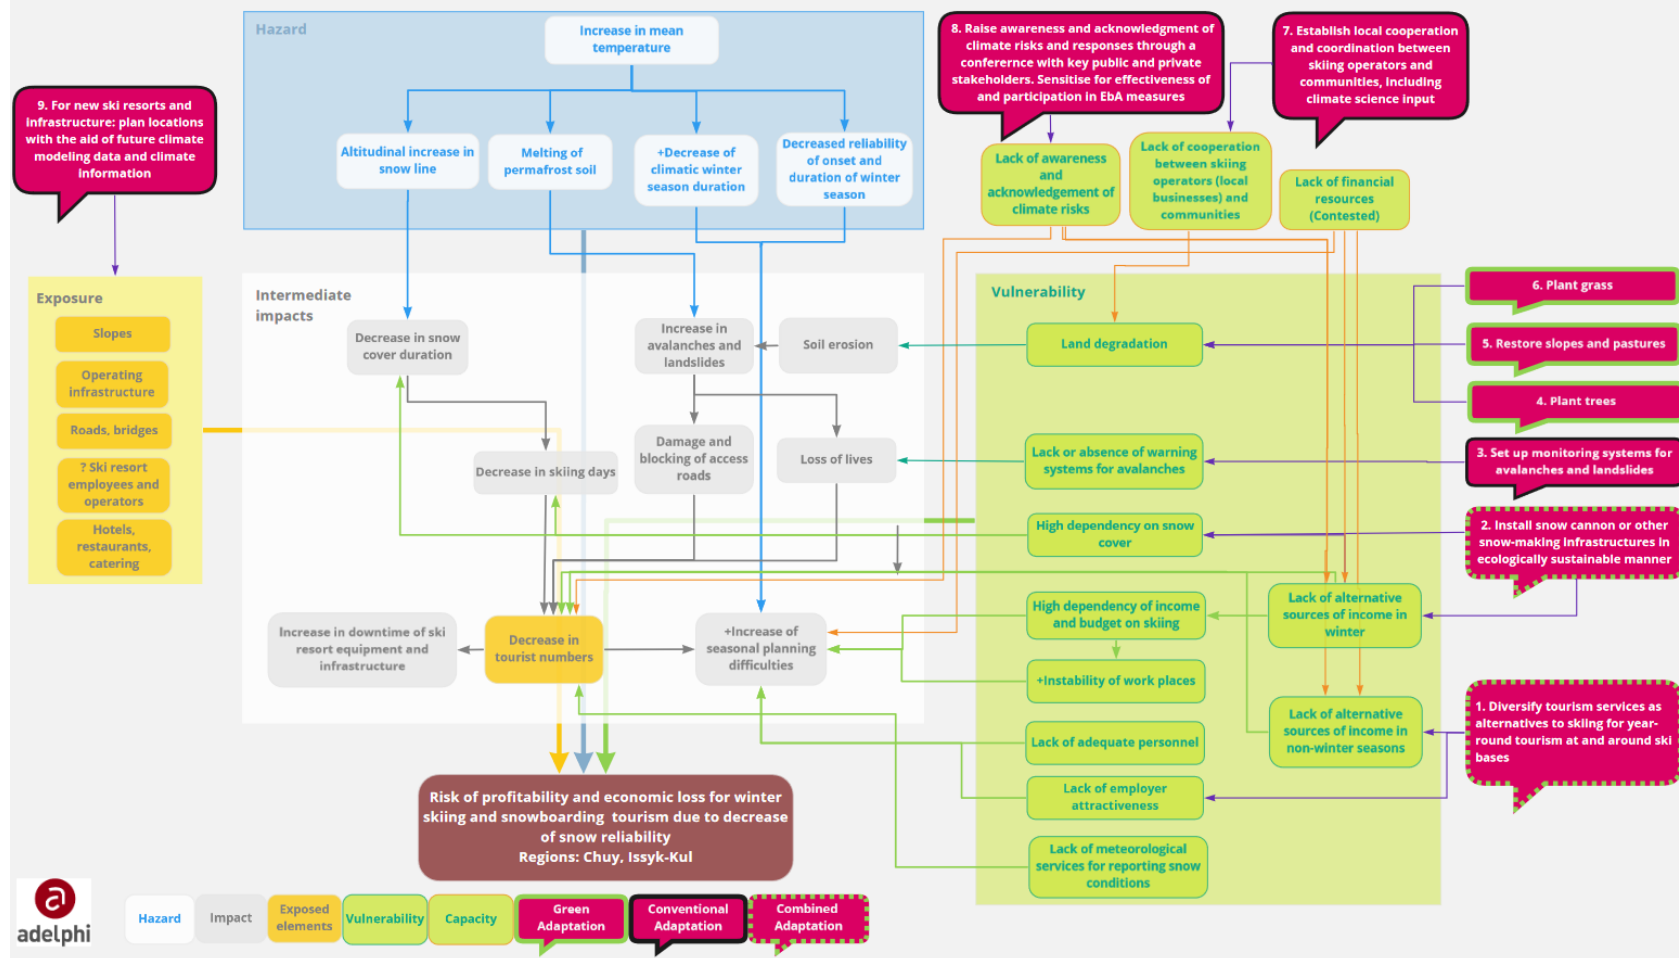 Hazard
Increase in mean
temperature
Altitudinal increase in
snow line
Melting of
permafrost soil
+Decrease of
climatic winter
season duration
Decreased reliability
of onset and
duration of winter
season
8. Raise awareness and acknowledgment of
climate risks and responses through a
conferernce with key public and private
stakeholders. Sensitise for effectiveness of
and participation in EbA measures
7. Establish local cooperation
and coordination between
skiing operators and
communities, including
climate science input
9. For new ski resorts and
infrastructure: plan locations
with the aid of future climate
modeling data and climate
information
Lack of awareness
and
acknowledgement of
climate risks
Lack of cooperation
between skiing
operators (local
businesses) and
communities
Lack of financial
resources
(Contested)
Exposure
Slopes
Operating
infrastructure
Roads, bridges
? Ski resort
employees and
operators
Hotels,
restaurants,
catering
Intermediate
impacts
Decrease in snow
cover duration
Increase in
avalanches and
landslides
Soil erosion
Decrease in skiing days
Damage and
blocking of access
roads
Loss of lives
Increase in downtime of ski
resort equipment and
infrastructure
Decrease in
tourist numbers
+Increase of
seasonal planning
difficulties
Vulnerability
Land degradation
Lack or absence of warning
systems for avalanches
High dependency on snow
cover
High dependency of income
and budget on skiing
+Instability of work places
Lack of adequate personnel
Lack of employer
attractiveness
Lack of meteorological
services for reporting snow
conditions
Lack of alternative
sources of income in
winter
Lack of alternative
sources of income in
non-winter seasons
6. Plant grass
5. Restore slopes and pastures
4. Plant trees
3. Set up monitoring systems for
avalanches and landslides
2. Install snow cannon or other
snow-making infrastructures in
ecologically sustainable manner
1. Diversify tourism services as
alternatives to skiing for year-
round tourism at and around ski
bases
Risk of profitability and economic loss for winter
skiing and snowboarding tourism due to decrease
of snow reliability
Regions: Chuy, Issyk-Kul
a
adelphi
Hazard
Impact
Exposed
elements
Vulnerability
Capacity
Green
Adaptation
Conventional
Adaptation
Combined
Adaptation